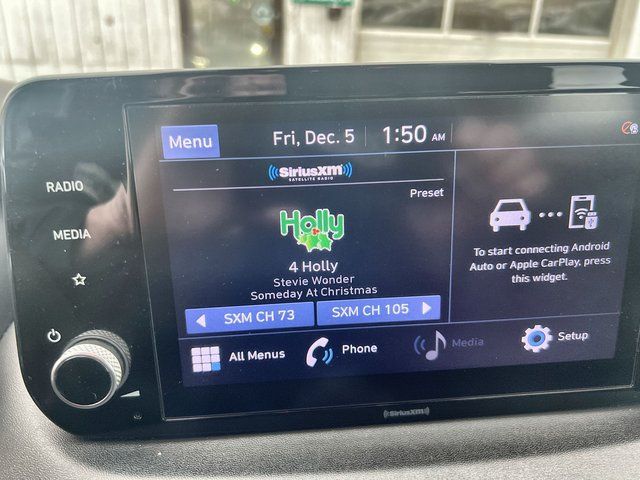 Menu
Fri, Dec. 5
1:50 AM
SiriusXM
SATELLITE RADIO
Preset
RADIO
MEDIA
Holly
4 Holly
Stevie Wonder
Someday At Christmas
SXM CH 73
SXM CH 105
To start connecting Android
Auto or Apple CarPlay, press
this widget.
All Menus
Phone
Media
Setup
SiriusXM